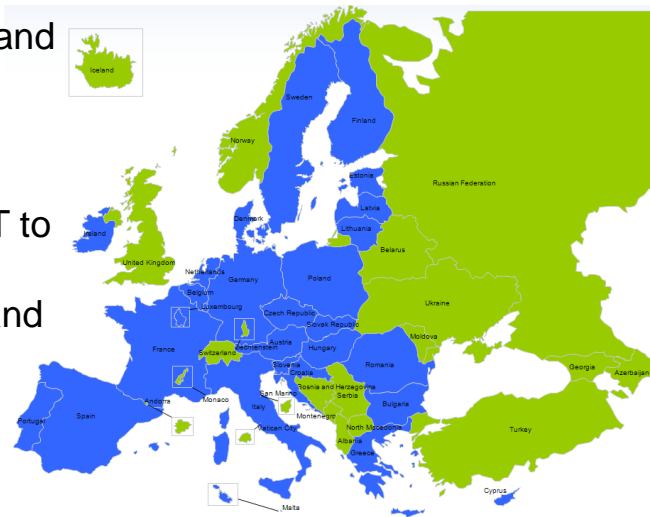 and
Iceland
Sweden
Finland
Norway
Estonia
Russian Federation
Latvia
T to
Denmark
Lithuania
Ireland
Belarus
United Kingdom
Netherlands
Germany
Poland
Belgium
Ukraine
Luxembourg
and
Czech Republic
Slovak Republic
Moldova
France
Austria
Liechtenstein
Hungary
Switzerland
Romania
Georgia
Slovenia
Croatia
Azerbaijan
Bosnia and Herzegovina
San Marino
Serbia
Andorra
Monaco
Italy
Bulgaria
Portugal
Spain
Montenegro
Vatican City
North Macedonia
Turkey
Albania
Greece
Cyprus
Malta